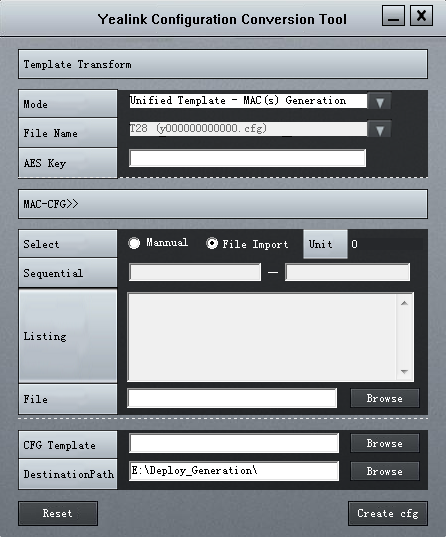 Yealink Configuration Conversion Tool
Template Transform
Mode
Unified Template - MAC(s) Generation
File Name
T28 (y000000000000.cfg)
AES Key
MAC-CFG>>
Select
Mannual
File Import
Unit
0
Sequential
—
Listing
File
Browse
CFG Template
Browse
DestinationPath
E:\Deploy_Generation\
Browse
Reset
Create cfg